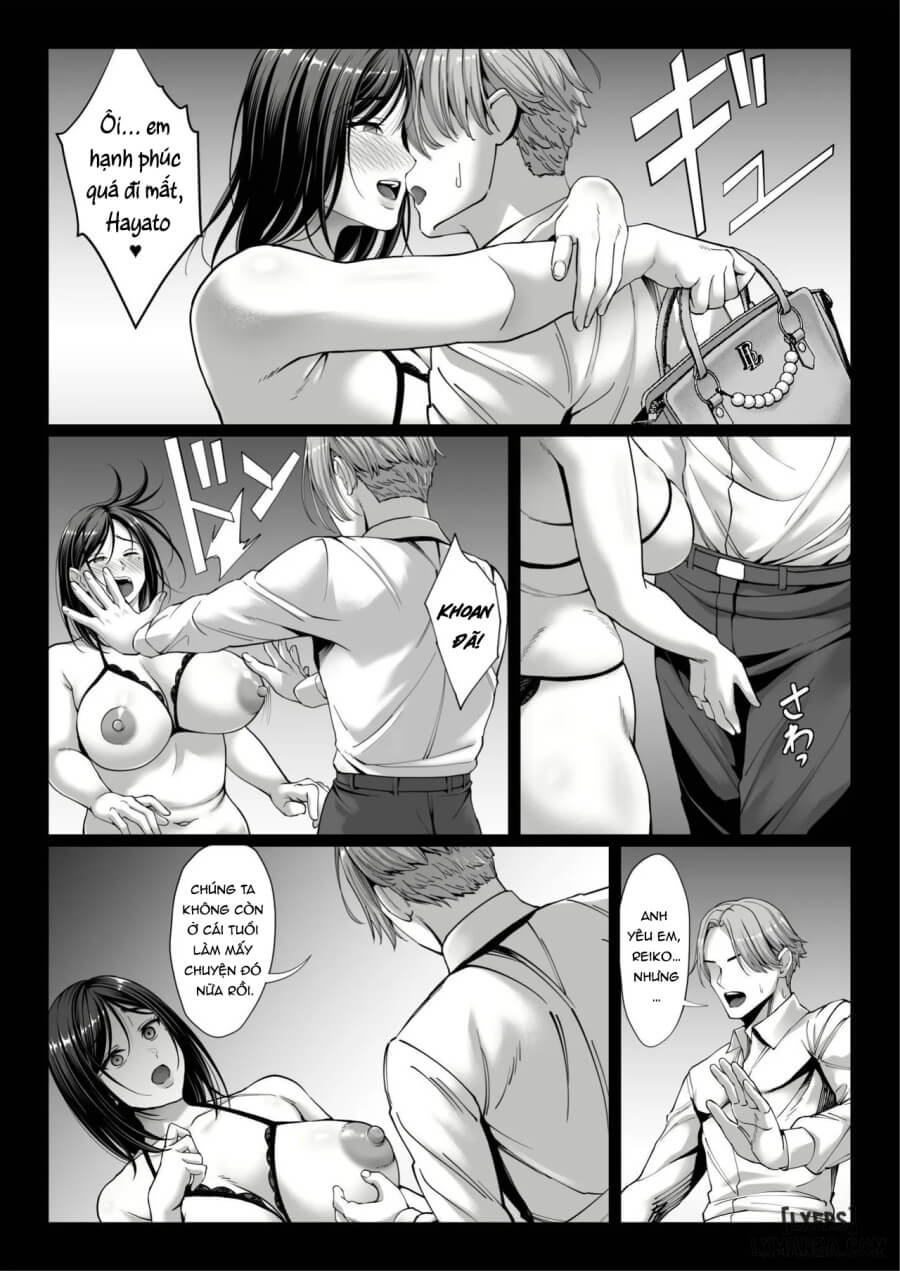 Ôi... em
hạnh phúc
quá đi mất,
Hayato
♥
ギュ
KHOAN
ĐÃ!
ドン
さわっ
ANH
YÊU EM,
REIKO...
NHƯNG
...
CHÚNG TA
KHÔNG CÒN
Ở CÁI TUỔI
LÀM MẤY
CHUYỆN ĐÓ
NỮA RỒI.
[LYEPS]